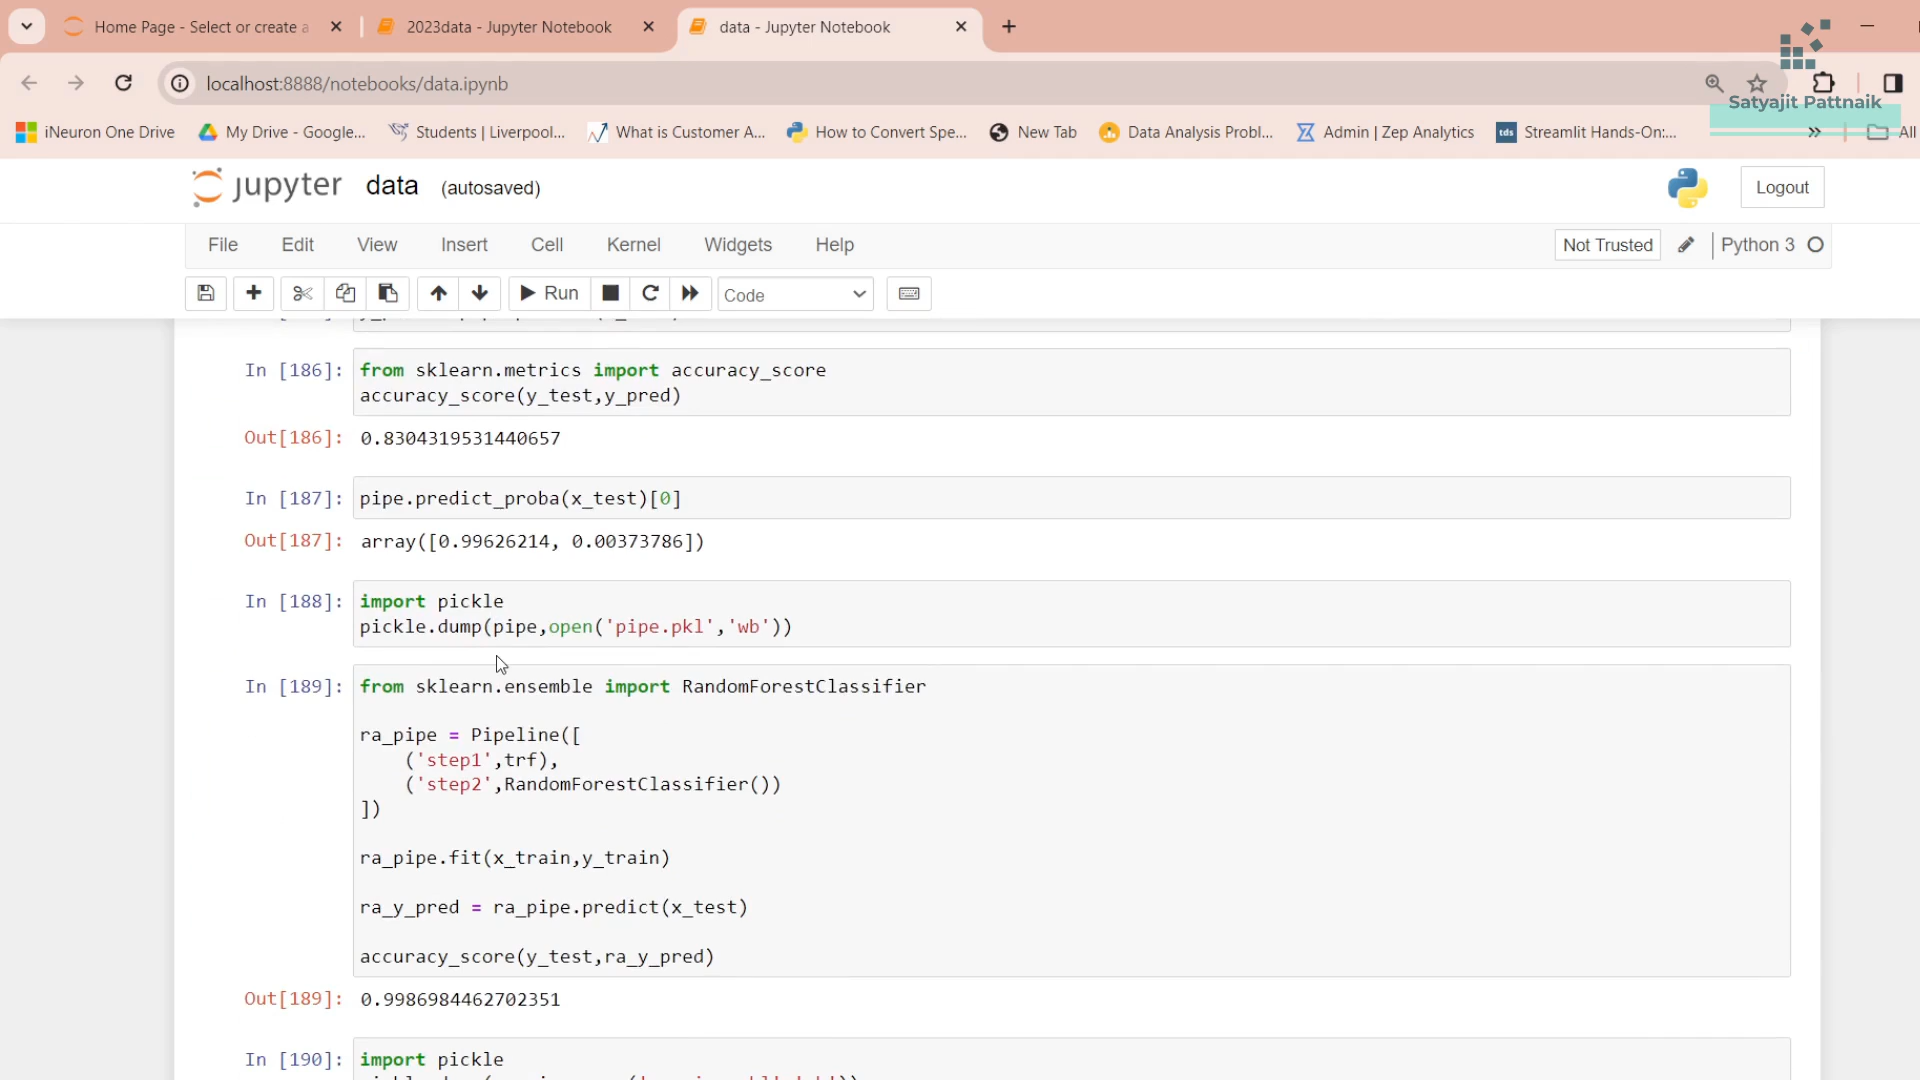 Home Page - Select or create a
2023data - Jupyter Notebook
data - Jupyter Notebook
localhost:8888/notebooks/data.ipynb
Satyajit Pattnaik
iNeuron One Drive
My Drive - Google...
Students | Liverpool...
What is Customer A...
How to Convert Spe...
New Tab
Data Analysis Probl...
Admin | Zep Analytics
tds
Streamlit Hands-On:...
»
All
jupyter data (autosaved)
Logout
File Edit View Insert Cell Kernel Widgets Help
Not Trusted
Python 3
Run
Code
In [186]: from sklearn.metrics import accuracy_score
accuracy_score(y_test,y_pred)
Out[186]: 0.8304319531440657
In [187]: pipe.predict_proba(x_test)[0]
Out[187]: array([0.99626214, 0.00373786])
In [188]: import pickle
pickle.dump(pipe,open('pipe.pkl','wb'))
In [189]: from sklearn.ensemble import RandomForestClassifier
ra_pipe = Pipeline([
('step1',trf),
('step2',RandomForestClassifier())
])
ra_pipe.fit(x_train,y_train)
ra_y_pred = ra_pipe.predict(x_test)
accuracy_score(y_test,ra_y_pred)
Out[189]: 0.9986984462702351
In [190]: import pickle